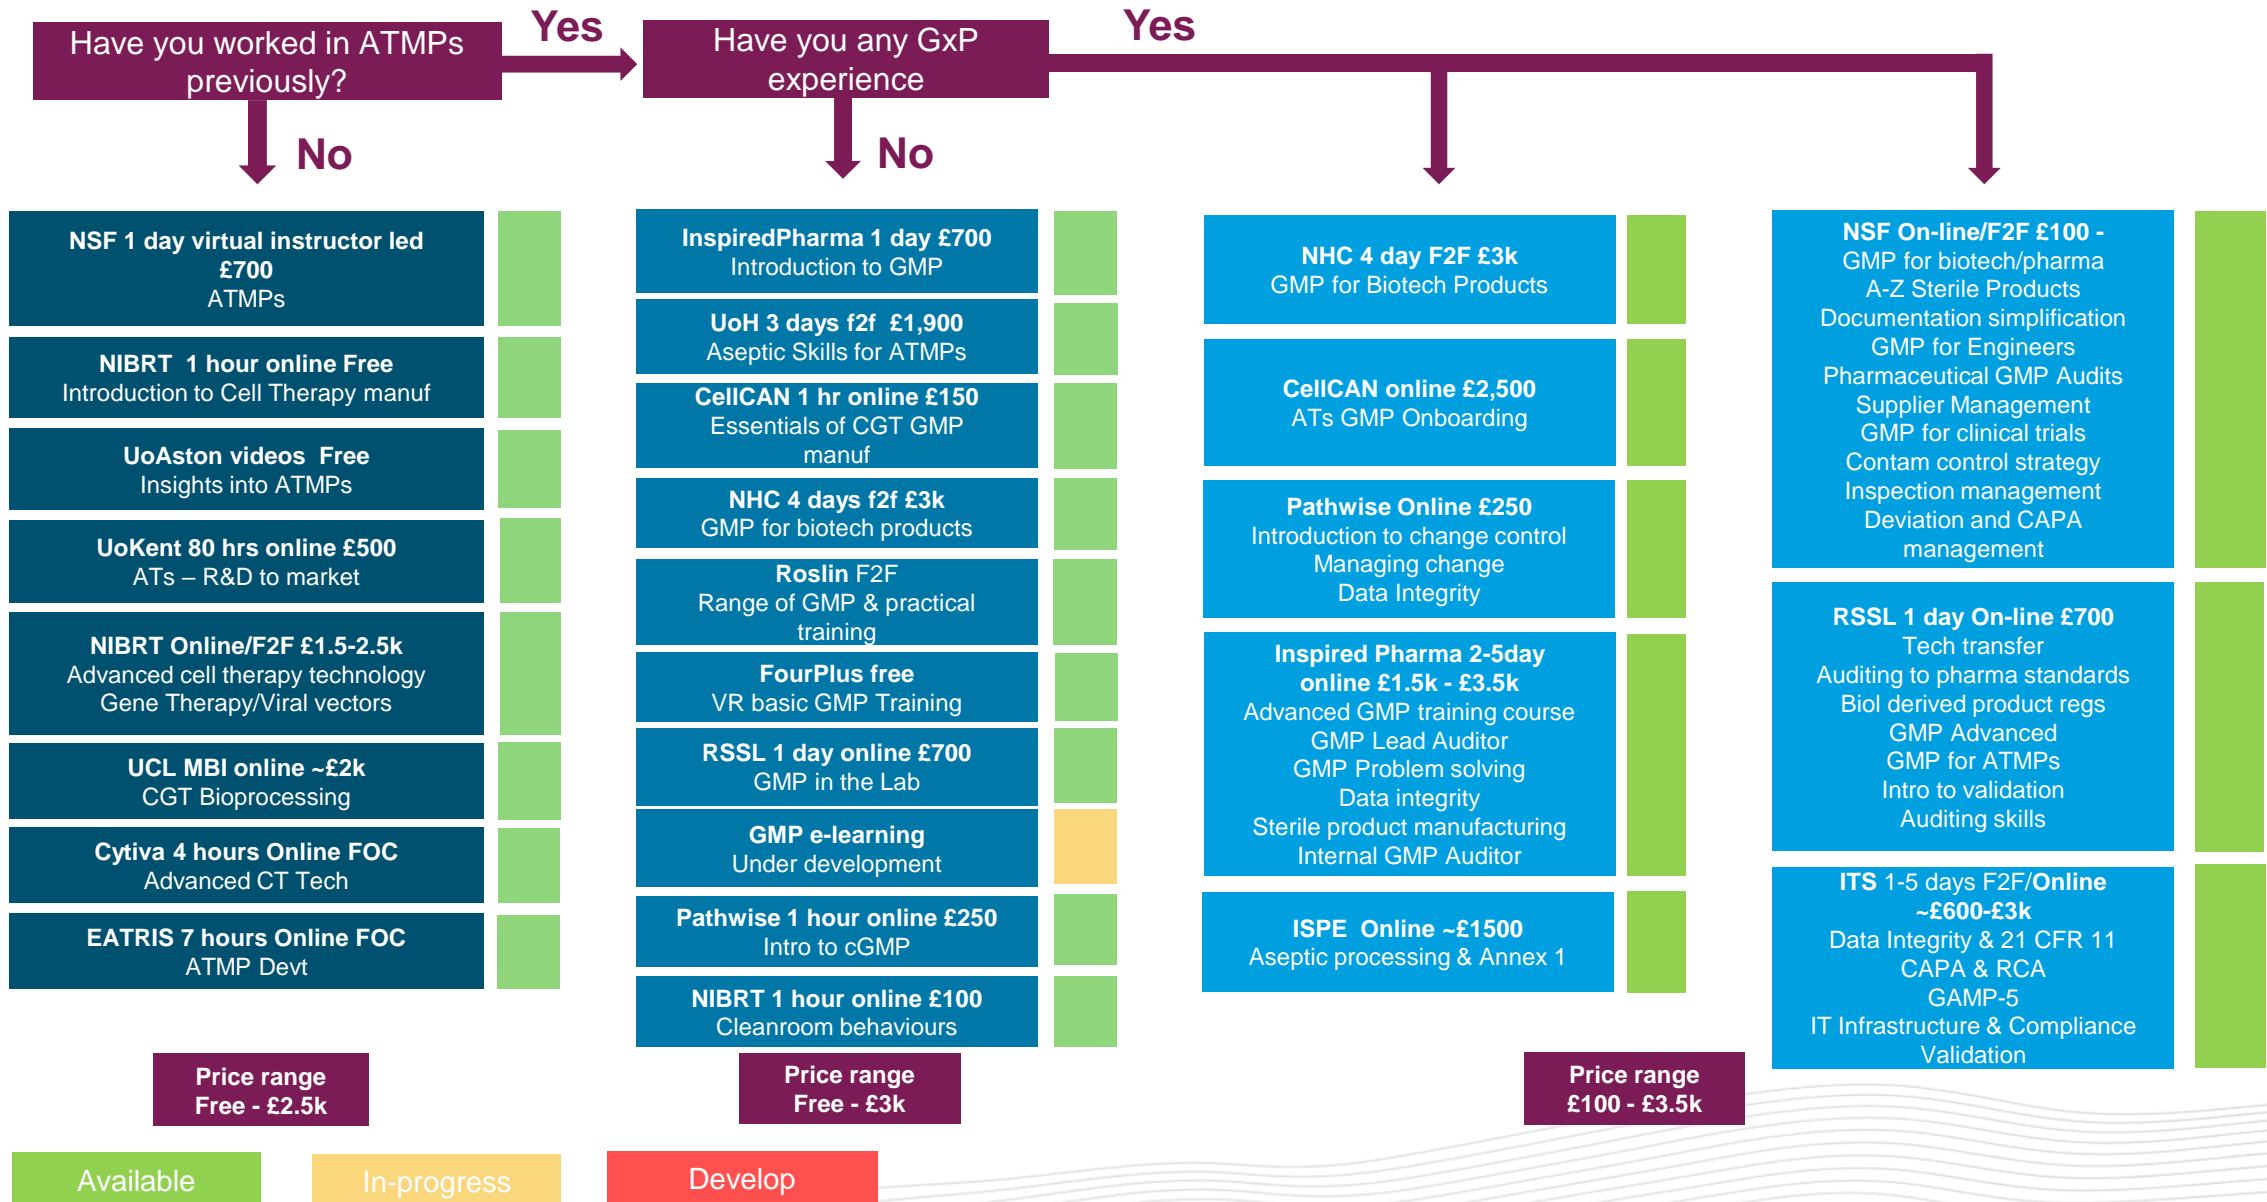 Have you worked in ATMPs
previously?
Yes
Have you any GxP
experience
Yes
No
No
NSF 1 day virtual instructor led
£700
ATMPs
NIBRT 1 hour online Free
Introduction to Cell Therapy manuf
UoAston videos Free
Insights into ATMPs
UoKent 80 hrs online £500
ATs – R&D to market
NIBRT Online/F2F £1.5-2.5k
Advanced cell therapy technology
Gene Therapy/Viral vectors
UCL MBI online ~£2k
CGT Bioprocessing
Cytiva 4 hours Online FOC
Advanced CT Tech
EATRIS 7 hours Online FOC
ATMP Devt
Price range
Free - £2.5k
InspiredPharma 1 day £700
Introduction to GMP
UoH 3 days f2f £1,900
Aseptic Skills for ATMPs
CellCAN 1 hr online £150
Essentials of CGT GMP
manuf
NHC 4 days f2f £3k
GMP for biotech products
Roslin F2F
Range of GMP & practical
training
FourPlus free
VR basic GMP Training
RSSL 1 day online £700
GMP in the Lab
GMP e-learning
Under development
Pathwise 1 hour online £250
Intro to cGMP
NIBRT 1 hour online £100
Cleanroom behaviours
Price range
Free - £3k
NHC 4 day F2F £3k
GMP for Biotech Products
CellCAN online £2,500
ATs GMP Onboarding
Pathwise Online £250
Introduction to change control
Managing change
Data Integrity
Inspired Pharma 2-5day
online £1.5k - £3.5k
Advanced GMP training course
GMP Lead Auditor
GMP Problem solving
Data integrity
Sterile product manufacturing
Internal GMP Auditor
ISPE Online ~£1500
Aseptic processing & Annex 1
NSF On-line/F2F £100 -
GMP for biotech/pharma
A-Z Sterile Products
Documentation simplification
GMP for Engineers
Pharmaceutical GMP Audits
Supplier Management
GMP for clinical trials
Contam control strategy
Inspection management
Deviation and CAPA
management
RSSL 1 day On-line £700
Tech transfer
Auditing to pharma standards
Biol derived product regs
GMP Advanced
GMP for ATMPs
Intro to validation
Auditing skills
ITS 1-5 days F2F/Online
~£600-£3k
Data Integrity & 21 CFR 11
CAPA & RCA
GAMP-5
IT Infrastructure & Compliance
Validation
Price range
£100 - £3.5k
Available
In-progress
Develop